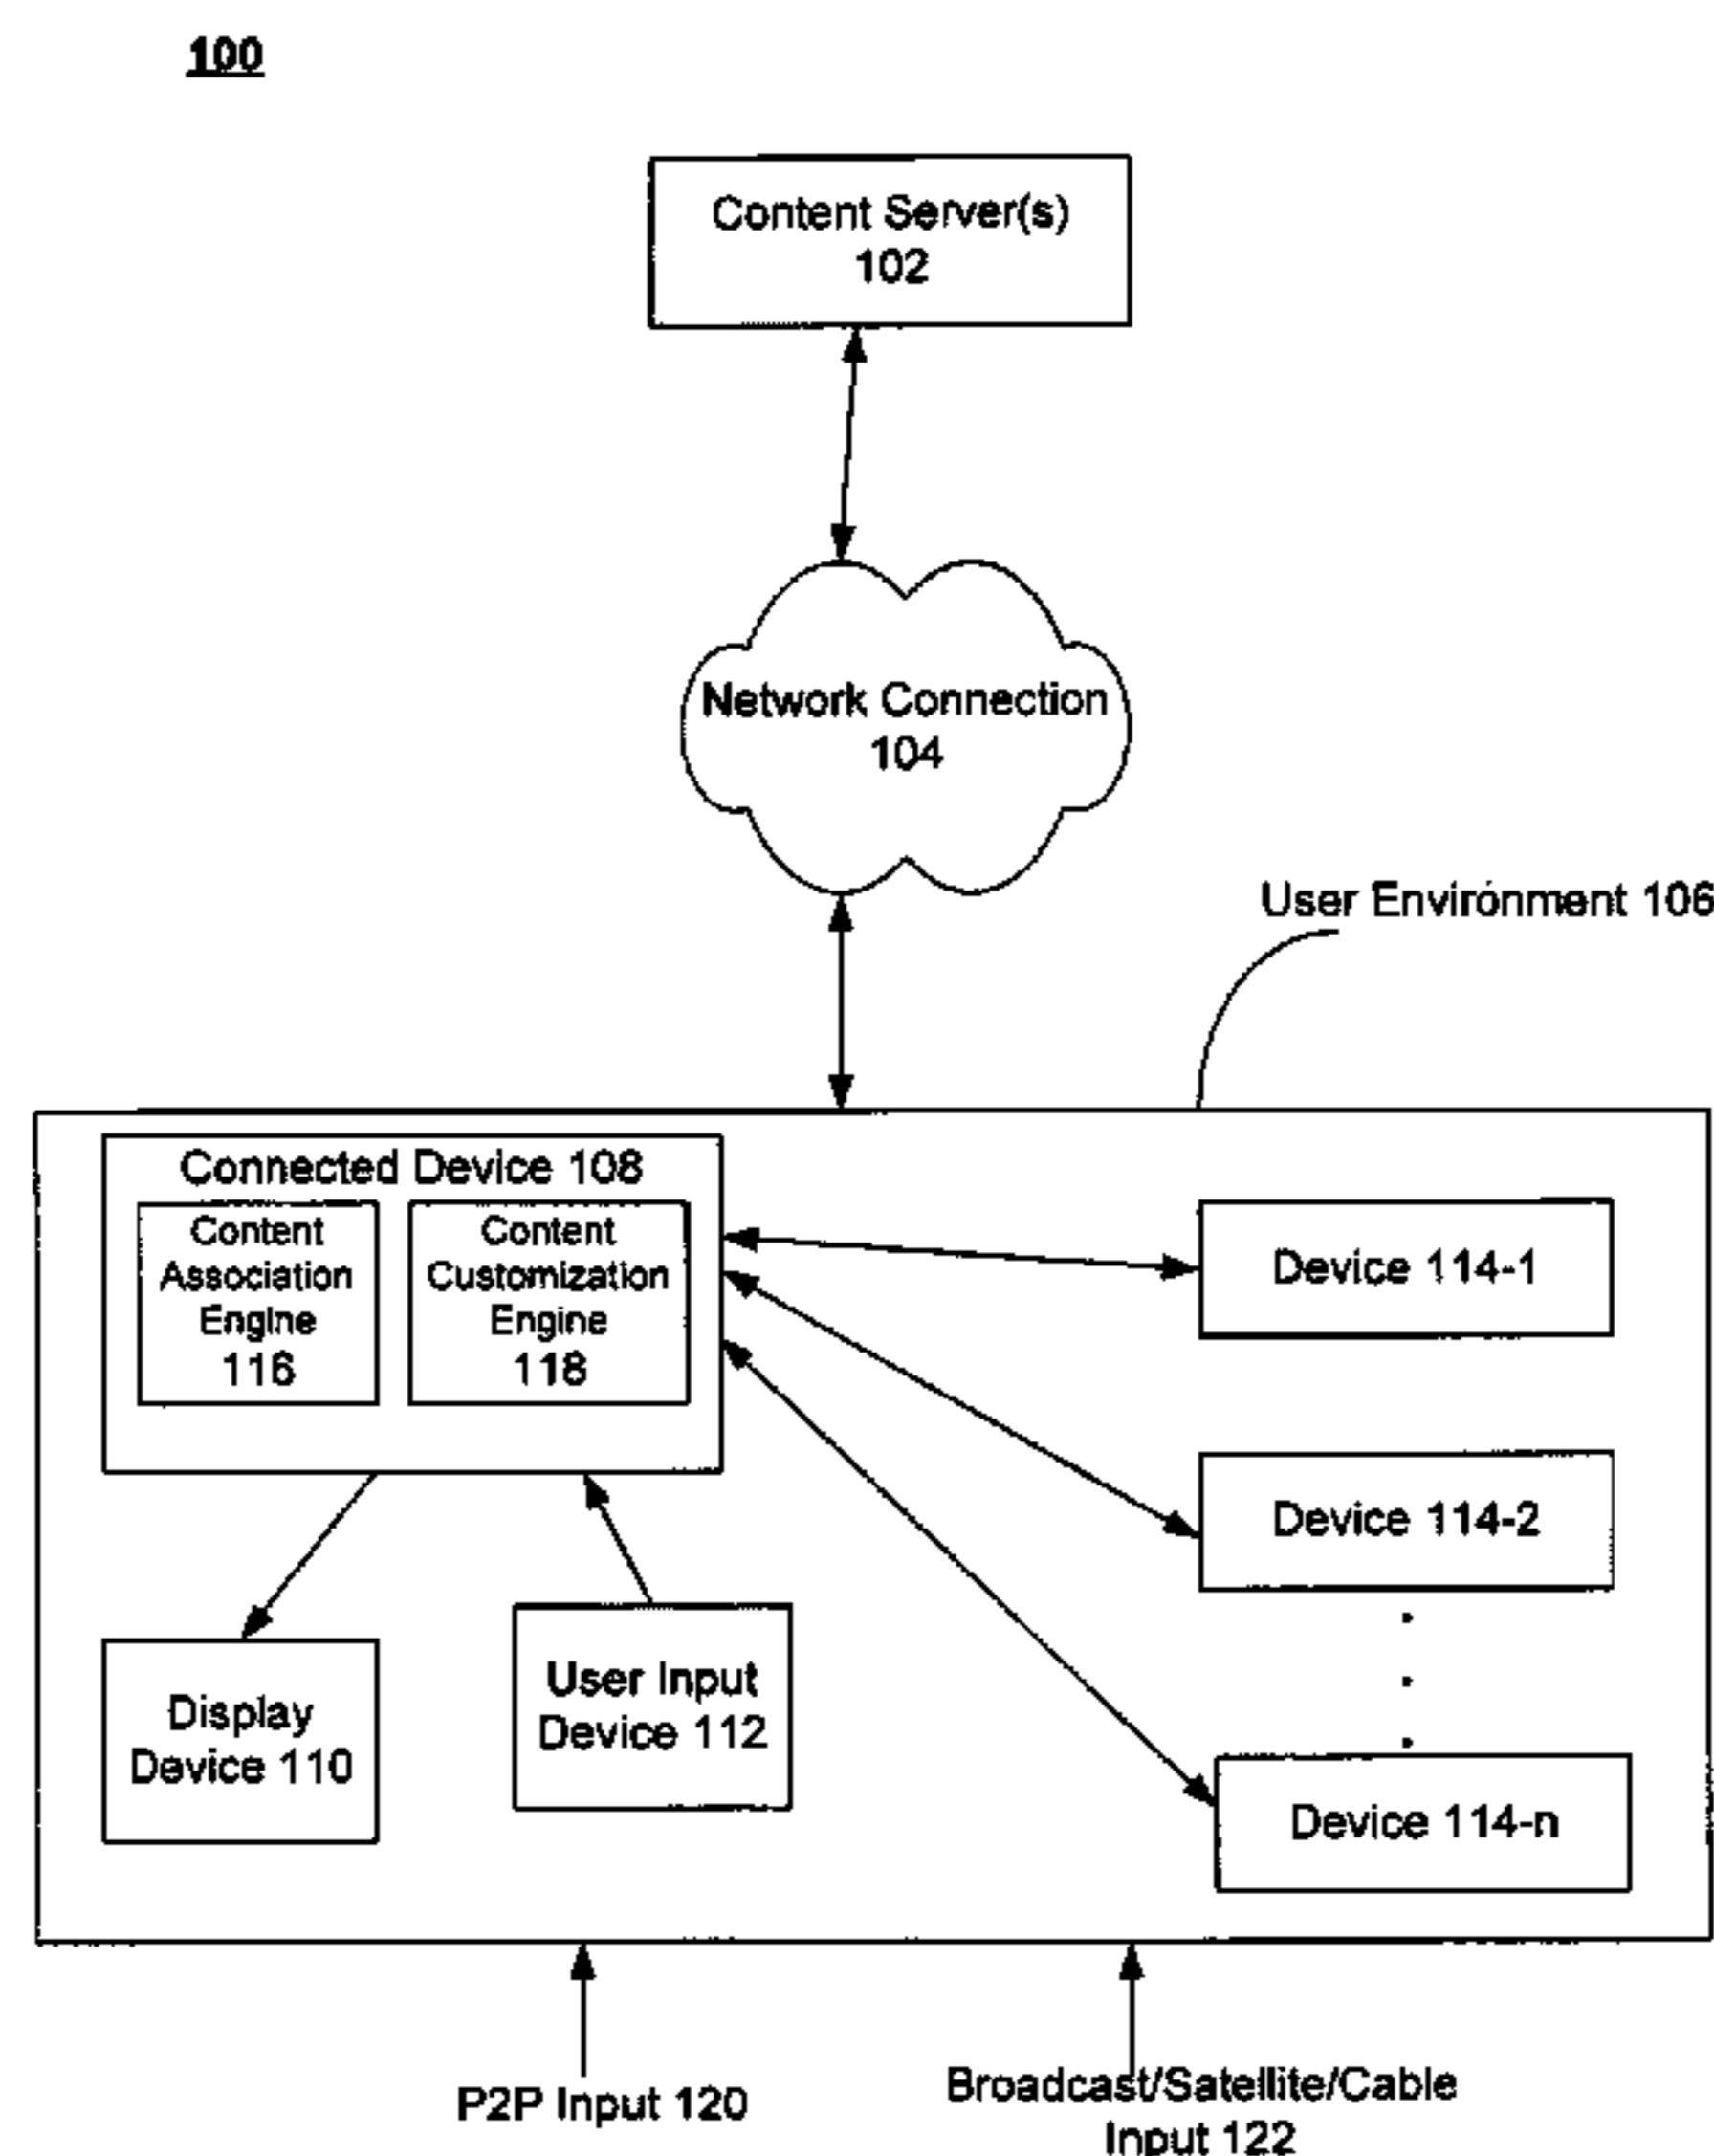 100
Content Server(s)
102
Network Connection
104
User Environment 106
Connected Device 108
Content
Association
Engine
116
Content
Customization
Engine
118
Device 114-1
Device 114-2
User Input
Device 112
Display
Device 110
Device 114-n
P2P Input 120
Broadcast/Satellite/Cable
Input 122